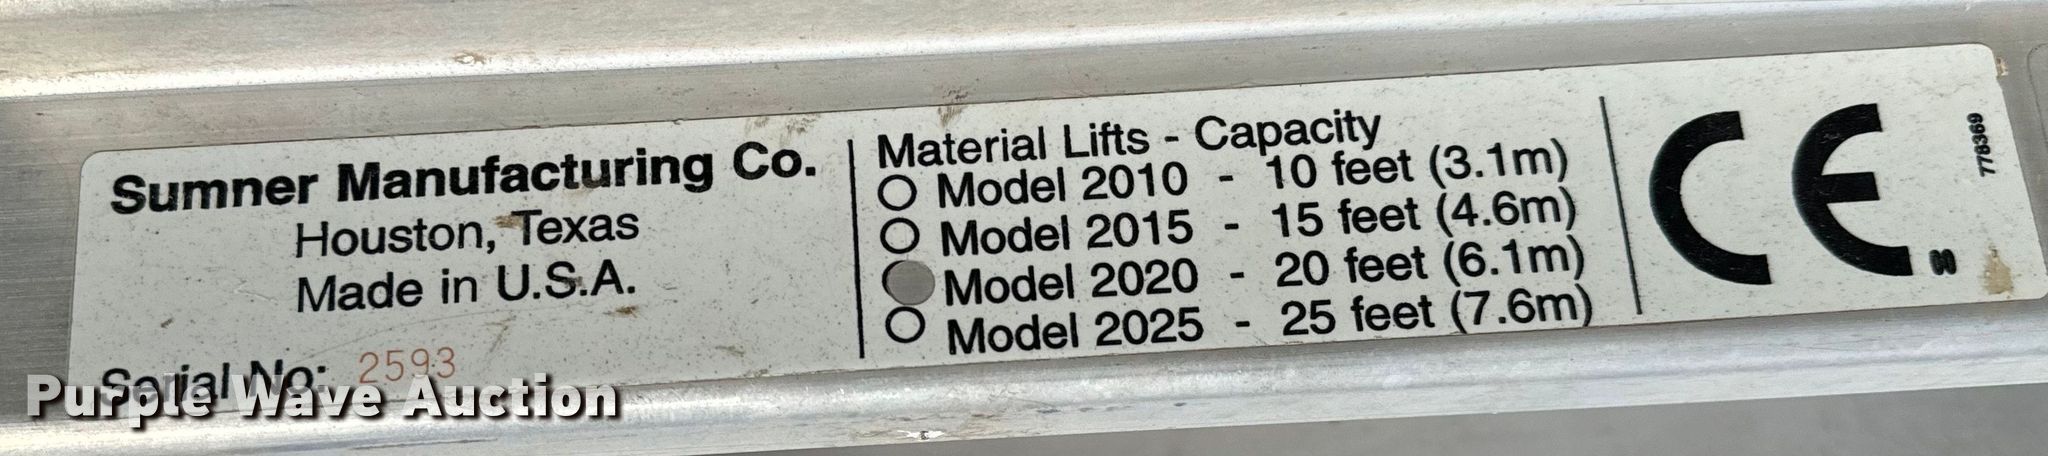 Sumner Manufacturing Co.
Houston, Texas
Made in U.S.A.
Serial No: 2593
Material Lifts - Capacity
Model 2010 - 10 feet (3.1m)
Model 2015 - 15 feet (4.6m)
Model 2020 - 20 feet (6.1m)
Model 2025 - 25 feet (7.6m)
CE
778369
Purple Wave Auction